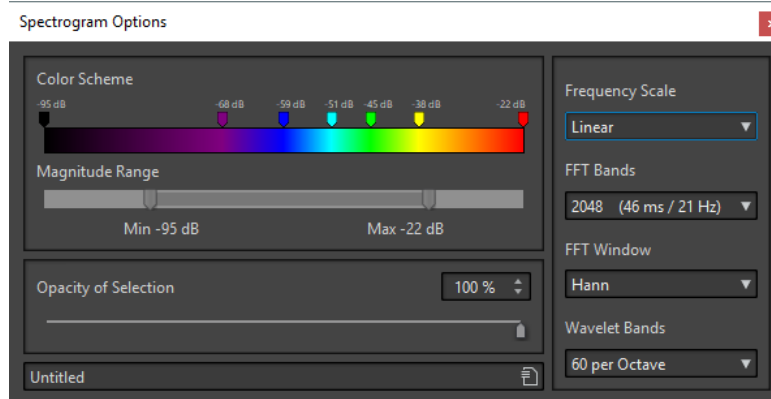 Spectrogram Options
Color Scheme
-95 dB -68 dB -59 dB -51 dB -45 dB -38 dB -22 dB
Magnitude Range
Min -95 dB Max -22 dB
Opacity of Selection 100 %
Untitled
Frequency Scale
Linear
FFT Bands
2048 (46 ms / 21 Hz)
FFT Window
Hann
Wavelet Bands
60 per Octave